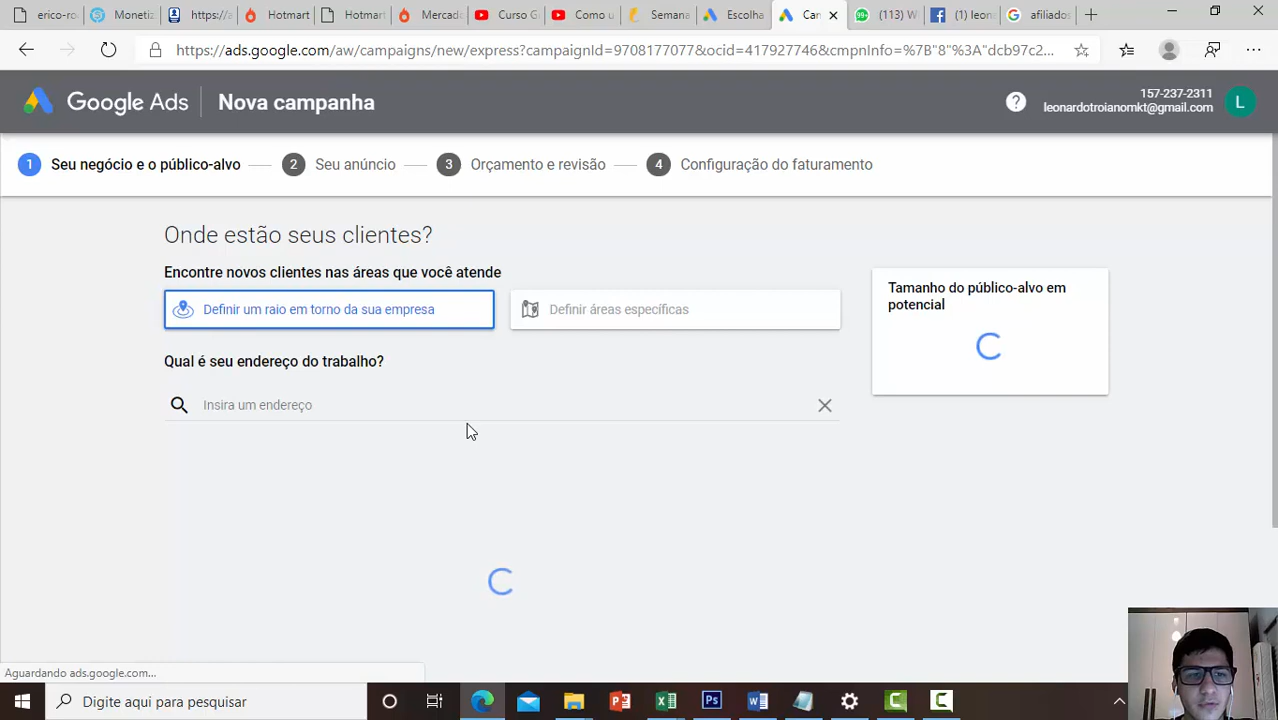 erico-ro
Monetiz
https://a
Hotmart
Hotmart
Mercad
Curso G
Como u
Semana
Escolha
Can
(113) W
(1) leona
afiliados
https://ads.google.com/aw/campaigns/new/express?campaignId=9708177077&ocid=417927746&cmpnInfo=%7B"8"%3A"dcb97c2...
Google Ads
Nova campanha
157-237-2311
leonardotroianomkt@gmail.com
L
1 Seu negócio e o público-alvo
2 Seu anúncio
3 Orçamento e revisão
4 Configuração do faturamento
Onde estão seus clientes?
Encontre novos clientes nas áreas que você atende
Definir um raio em torno da sua empresa
Definir áreas específicas
Tamanho do público-alvo em
potencial
Qual é seu endereço do trabalho?
Insira um endereço
Aguardando ads.google.com...
Digite aqui para pesquisar